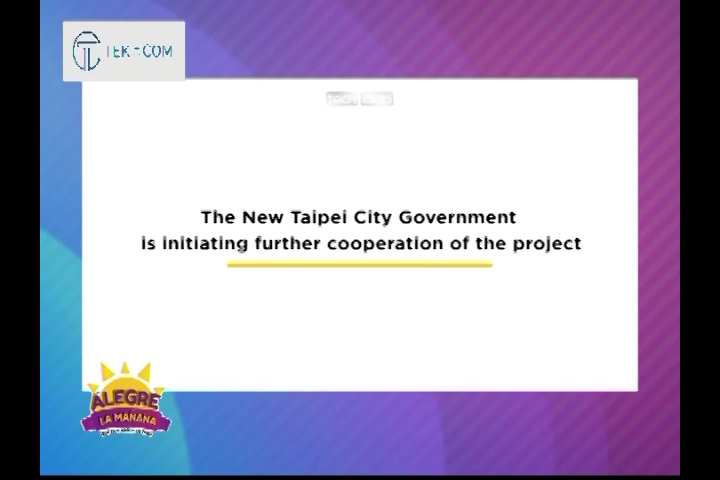 TEK
COM
The New Taipei City Government
is initiating further cooperation of the project
ALEGRE
LA MAÑANA